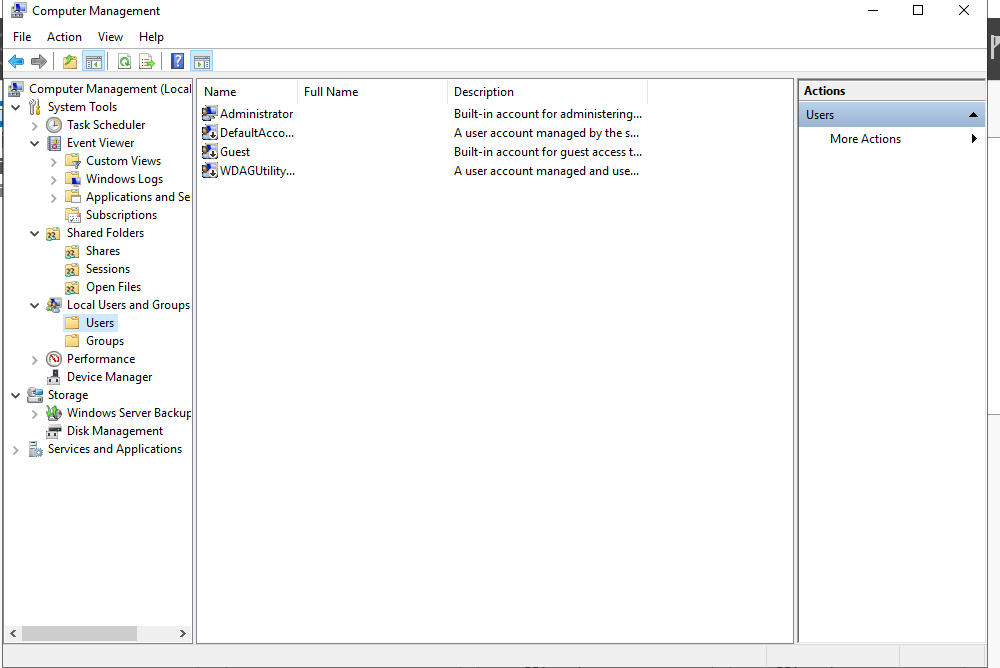 Computer Management
File Action View Help
Computer Management (Local
System Tools
Task Scheduler
Event Viewer
Custom Views
Windows Logs
Applications and Se
Subscriptions
Shared Folders
Shares
Sessions
Open Files
Local Users and Groups
Users
Groups
Performance
Device Manager
Storage
Windows Server Backup
Disk Management
Services and Applications
Name Full Name Description
Administrator Built-in account for administering...
DefaultAcco... A user account managed by the s...
Guest Built-in account for guest access t...
WDAGUtility... A user account managed and use...
Actions
Users
More Actions